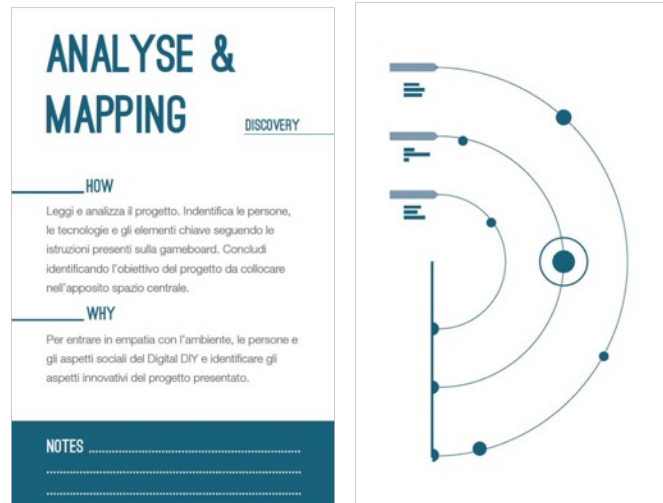 ANALYSE &
MAPPING
DISCOVERY
HOW
Leggi e analizza il progetto. Indentifica le persone,
le tecnologie e gli elementi chiave seguendo le
istruzioni presenti sulla gameboard. Concludi
identificando l'obiettivo del progetto da collocare
nell'apposito spazio centrale.
WHY
Per entrare in empatia con l'ambiente, le persone e
gli aspetti sociali del Digital DIY e identificare gli
aspetti innovativi del progetto presentato.
NOTES